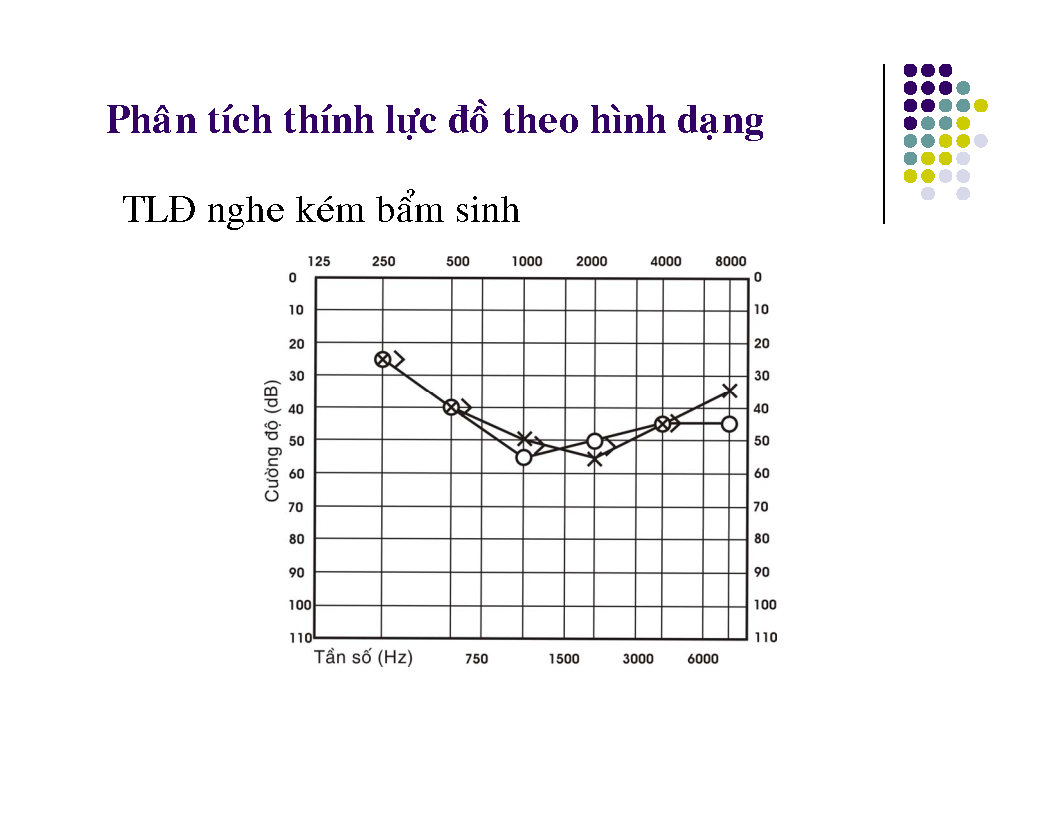 Phân tích thính lực đồ theo hình dạng
TLĐ nghe kém bẩm sinh
125 250 500 1000 2000 4000 8000
0 0
10 10
20 20
30 30
40 40
50 50
60 60
70 70
80 80
90 90
100 100
110 110
Cường độ (dB)
Tần số (Hz) 750 1500 3000 6000